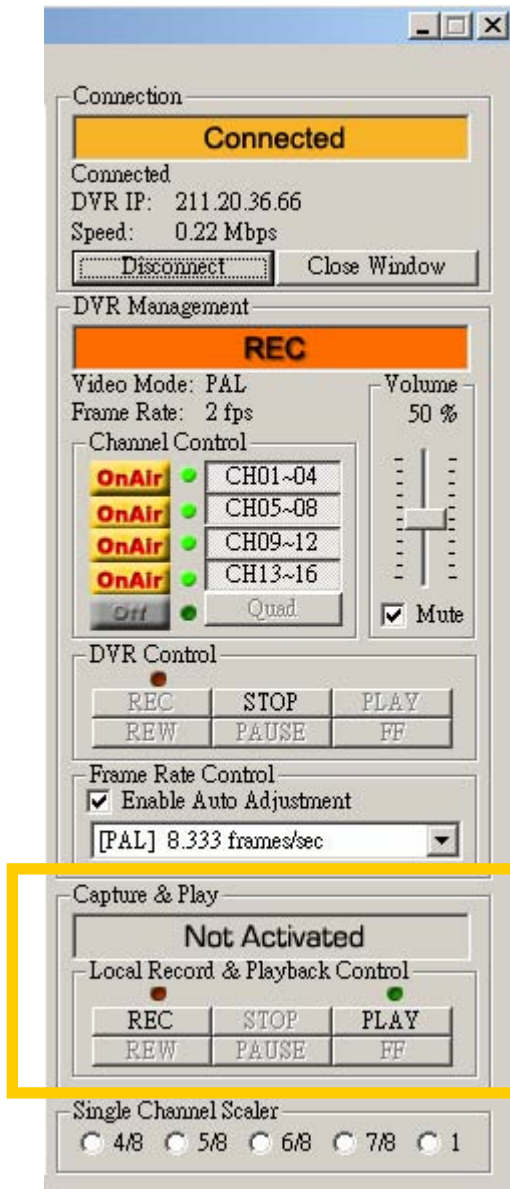 Connection
Connected
Connected
DVR IP: 211.20.36.66
Speed: 0.22 Mbps
Disconnect Close Window
DVR Management
REC
Video Mode: PAL
Frame Rate: 2 fps
Volume
50 %
Channel Control
OnAir CH01~04
OnAir CH05~08
OnAir CH09~12
OnAir CH13~16
Off Quad
Mute
DVR Control
REC STOP PLAY
REW PAUSE FF
Frame Rate Control
Enable Auto Adjustment
[PAL] 8.333 frames/sec
Capture & Play
Not Activated
Local Record & Playback Control
REC STOP PLAY
REW PAUSE FF
Single Channel Scaler
4/8 5/8 6/8 7/8 1